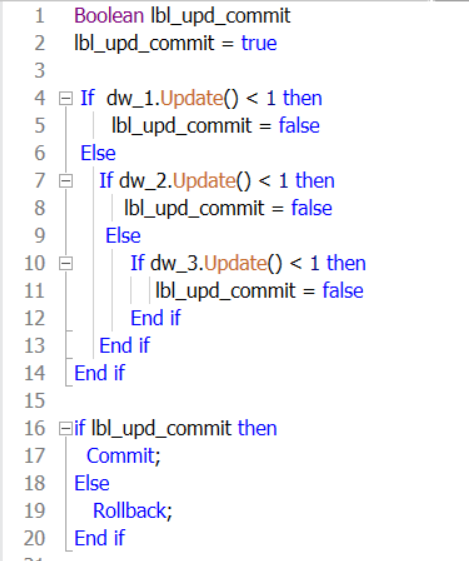 1 Boolean lbl_upd_commit
2 lbl_upd_commit = true
3
4 If dw_1.Update() < 1 then
5 lbl_upd_commit = false
6 Else
7 If dw_2.Update() < 1 then
8 lbl_upd_commit = false
9 Else
10 If dw_3.Update() < 1 then
11 lbl_upd_commit = false
12 End if
13 End if
14 End if
15
16 if lbl_upd_commit then
17 Commit;
18 Else
19 Rollback;
20 End if